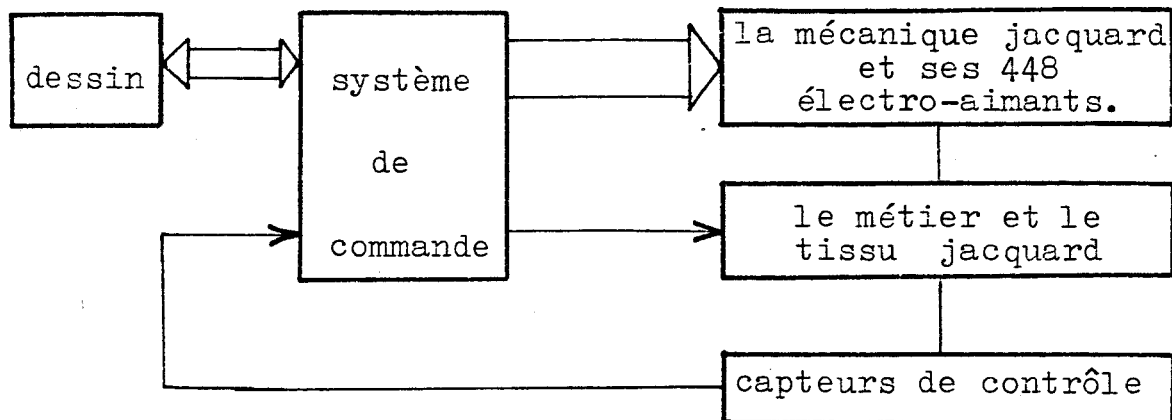 dessin
système
de
commande
la mécanique jacquard
et ses 448
électro-aimants.
le métier et le
tissu jacquard
capteurs de contrôle